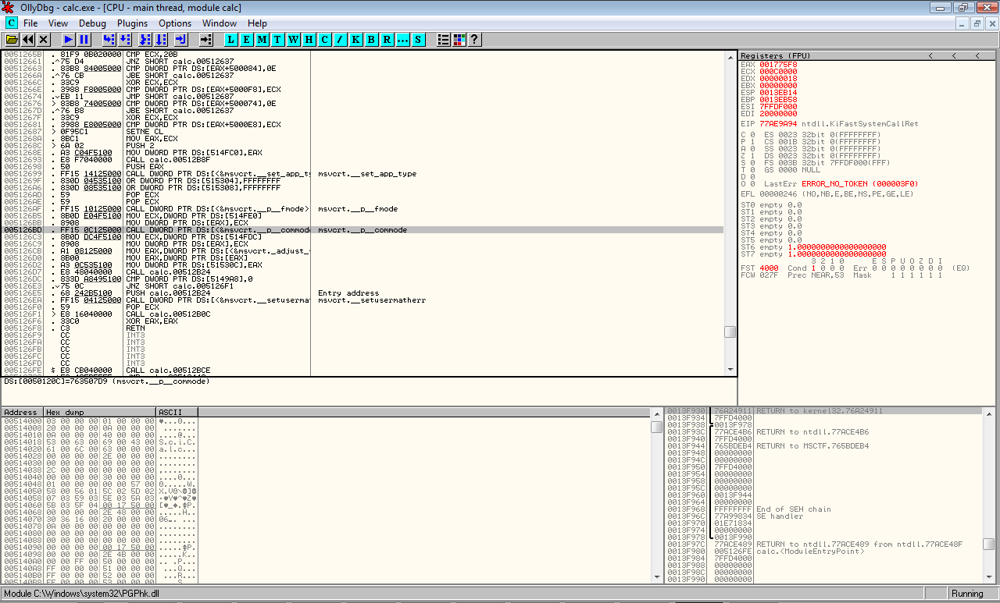 OllyDbg - calc.exe - [CPU - main thread, module calc]
C File View Debug Plugins Options Window Help
L E M T W H C / K B R ... S ?
0051265B . 81F9 0B020000 CMP ECX,20B
00512661 .^75 D4 JNZ SHORT calc.00512637
00512663 . 83B8 84005000 CMP DWORD PTR DS:[EAX+500084],0E
.^76 CB JBE SHORT calc.00512637
. 33C9 XOR ECX,ECX
0051266E . 3988 F8005000 CMP DWORD PTR DS:[EAX+5000F8],ECX
00512674 .vEB 11 JMP SHORT calc.00512687
00512676 > 83B8 74005000 CMP DWORD PTR DS:[EAX+500074],0E
0051267D .^76 B8 JBE SHORT calc.00512637
0051267F . 33C9 XOR ECX,ECX
00512681 . 3988 E8005000 CMP DWORD PTR DS:[EAX+5000E8],ECX
00512687 > 0F95C1 SETNE CL
0051268A . 8BC1 MOV EAX,ECX
0051268C > 6A 02 PUSH 2
0051268E . A3 C04F5100 MOV DWORD PTR DS:[514FC0],EAX
00512693 . E8 F7040000 CALL calc.00512B8F
00512698 . 50 PUSH EAX
00512699 . FF15 14125000 CALL DWORD PTR DS:[<&msvcrt.__set_app_ty msvcrt.__set_app_type
0051269F . 830D 04535100 OR DWORD PTR DS:[515304],FFFFFFFF
005126A6 . 830D 08535100 OR DWORD PTR DS:[515308],FFFFFFFF
005126AD . 59 POP ECX
005126AE . 59 POP ECX
005126AF . FF15 10125000 CALL DWORD PTR DS:[<&msvcrt.__p__fmode> msvcrt.__p__fmode
005126B5 . 8B0D E04F5100 MOV ECX,DWORD PTR DS:[514FE0]
005126BB . 8908 MOV DWORD PTR DS:[EAX],ECX
005126BD . FF15 0C125000 CALL DWORD PTR DS:[<&msvcrt.__p__commode msvcrt.__p__commode
005126C3 . 8B0D DC4F5100 MOV ECX,DWORD PTR DS:[514FDC]
005126C9 . 8908 MOV DWORD PTR DS:[EAX],ECX
005126CB . A1 08125000 MOV EAX,DWORD PTR DS:[<&msvcrt._adjust_
005126D0 . 8B00 MOV EAX,DWORD PTR DS:[EAX]
005126D2 . A3 0C535100 MOV DWORD PTR DS:[51530C],EAX
005126D7 . E8 48040000 CALL calc.00512B24
005126DC . 833D A8495100 CMP DWORD PTR DS:[5149A8],0
005126E3 .v75 0C JNZ SHORT calc.005126F1
005126E5 . 68 242B5100 PUSH calc.00512B24 Entry address
005126EA . FF15 04125000 CALL DWORD PTR DS:[<&msvcrt.__setusermat msvcrt.__setusermatherr
005126F0 . 59 POP ECX
005126F1 > E8 16040000 CALL calc.00512B0C
005126F6 . 33C0 XOR EAX,EAX
005126F8 . C3 RETN
005126F9 CC INT3
005126FA CC INT3
005126FB CC INT3
005126FC CC INT3
005126FD CC INT3
005126FE $ E8 CB040000 CALL calc.00512BCE
DS:[0050120C]=763507D9 (msvcrt.__p__commode)
Registers (FPU) < < <
EAX 001775F8
ECX 000C0000
EDX 00000018
EBX 00000000
ESP 0013EB14
EBP 0013EB58
ESI 7FFDF000
EDI 20000000
EIP 77AE9A94 ntdll.KiFastSystemCallRet
C 0 ES 0023 32bit 0(FFFFFFFF)
P 1 CS 001B 32bit 0(FFFFFFFF)
A 0 SS 0023 32bit 0(FFFFFFFF)
Z 1 DS 0023 32bit 0(FFFFFFFF)
S 0 FS 003B 32bit 7FFDF000(FFF)
T 0 GS 0000 NULL
D 0
O 0 LastErr ERROR_NO_TOKEN (000003F0)
EFL 00000246 (NO,NB,E,BE,NS,PE,GE,LE)
ST0 empty 0.0
ST1 empty 0.0
ST2 empty 0.0
ST3 empty 0.0
ST4 empty 0.0
ST5 empty 0.0
ST6 empty 1.0000000000000000000
ST7 empty 1.0000000000000000000
3 2 1 0 E S P U O Z D I
FST 4000 Cond 1 0 0 0 Err 0 0 0 0 0 0 0 0 (EQ)
FCW 027F Prec NEAR,53 Mask 1 1 1 1 1 1
Address Hex dump ASCII
00514000 03 00 00 00 01 00 00 00
00514008 20 00 00 00 0A 00 00 00
00514010 0A 00 00 00 40 00 00 00
00514018 53 00 63 00 69 00 43 00 S.c.i.C.
00514020 61 00 6C 00 63 00 00 00 a.l.c...
00514028 00 00 00 00 2E 00 00 00
00514030 00 00 00 00 00 00 00 00
00514038 2C 00 00 00 00 00 00 00
00514040 00 00 00 00 30 00 00 00
00514048 01 00 00 00 00 00 57 00
00514050 58 00 56 01 5C 02 5D 02
00514058 07 03 59 03 5E 03 5A 03
00514060 5B 03 5F 04 00 17 50 00
00514068 00 00 00 00 2E 48 00 00
00514070 30 36 16 00 20 00 00 00
00514078 0A 00 00 00 00 00 00 00
00514080 00 00 00 00 00 00 00 00
00514088 00 00 00 00 00 00 00 00
00514090 00 00 00 00 00 17 50 00
00514098 00 00 00 00 2E 4B 00 00
005140A0 00 00 FF 00 50 00 00 00
005140A8 FF 00 00 00 51 00 00 00
005140B0 FF 00 00 00 52 00 00 00
005140B8 FF 00 00 00 53 00 00 00
0013F930 76A24911 RETURN to kernel32.76A24911
0013F934 7FFD4000
0013F938 0013F978
0013F93C 77ACE4B6 RETURN to ntdll.77ACE4B6
0013F940 7FFD4000
0013F944 765BDEB4 RETURN to MSCTF.765BDEB4
0013F948 00000000
0013F94C 00000000
0013F950 7FFD4000
0013F954 00000000
0013F958 00000000
0013F95C 00000000
0013F960 0013F944
0013F964 00000000
0013F968 FFFFFFFF End of SEH chain
0013F96C 77A99834 SE handler
0013F970 01E71834
0013F974 00000000
0013F978 0013F990
0013F97C 77ACE489 RETURN to ntdll.77ACE489 from ntdll.77ACE48F
0013F980 005126FE calc.<ModuleEntryPoint>
0013F984 7FFD4000
0013F988 00000000
0013F98C 00000000
0013F990 00000000
Module C:\Windows\system32\PGPhk.dll Running